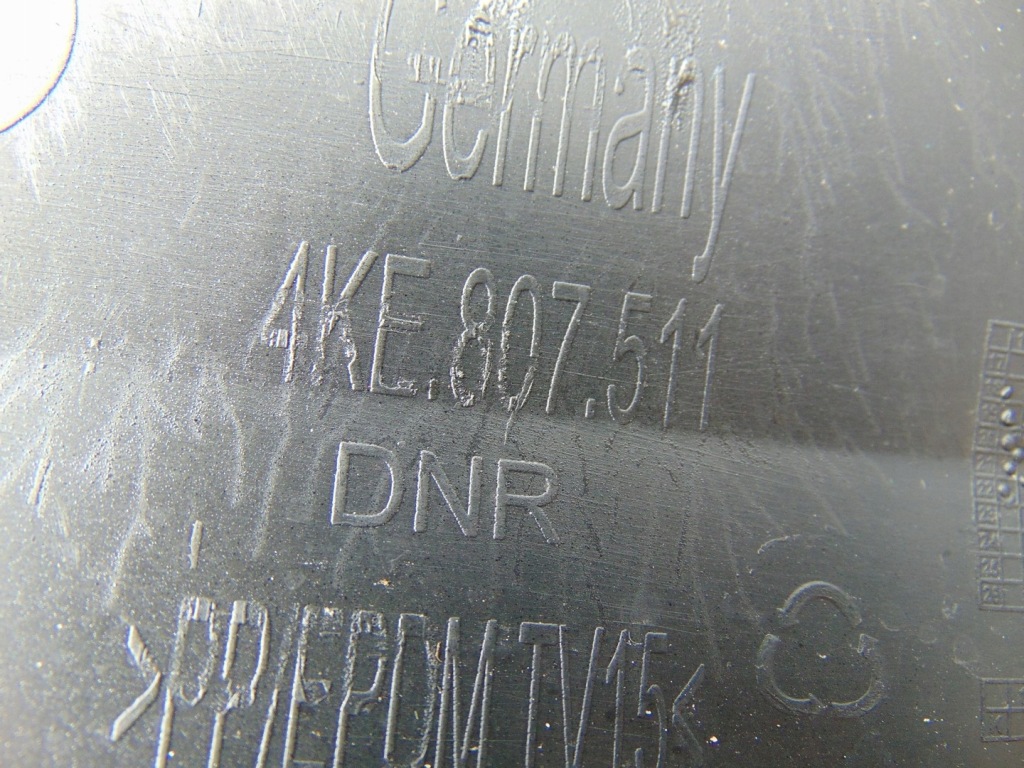 Germany
4KE.807.511
DNR
>PP/EPDM TV15<